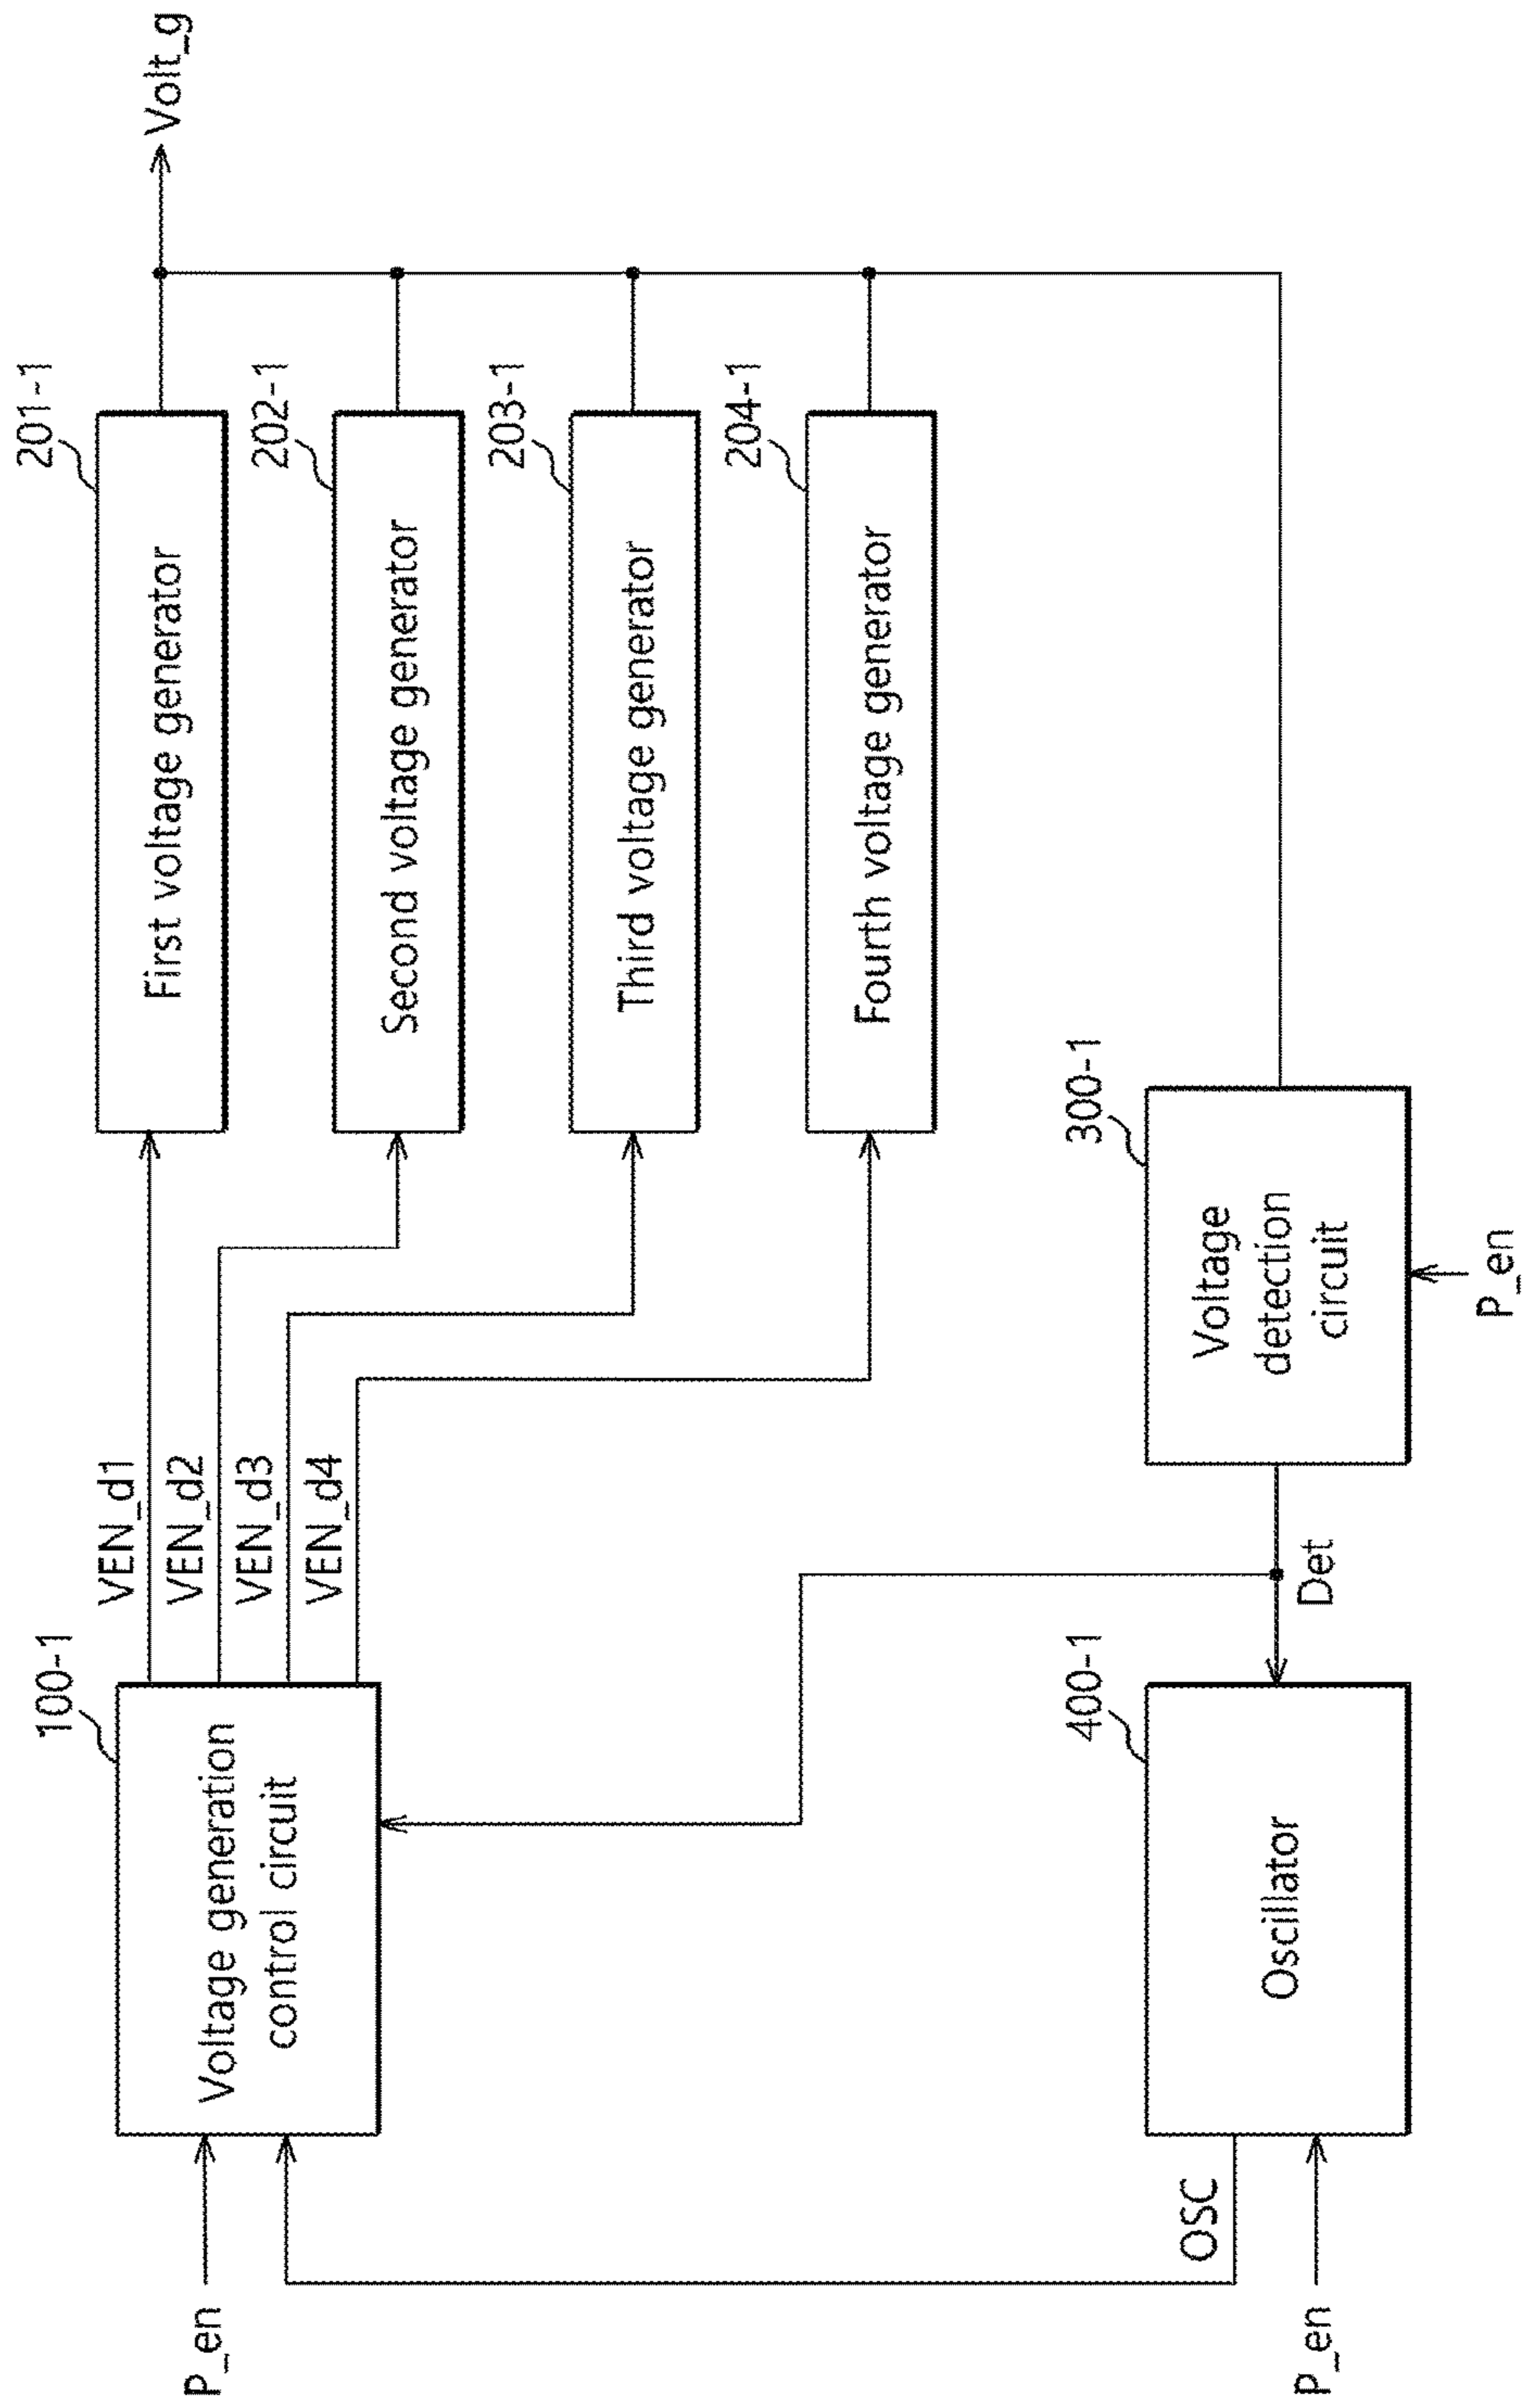 P_en
100-1
Voltage generation
control circuit
VEN_d1
VEN_d2
VEN_d3
VEN_d4
201-1
First voltage generator
202-1
Second voltage generator
203-1
Third voltage generator
204-1
Fourth voltage generator
Volt_g
OSC
P_en
400-1
Oscillator
Det
300-1
Voltage
detection
circuit
P_en